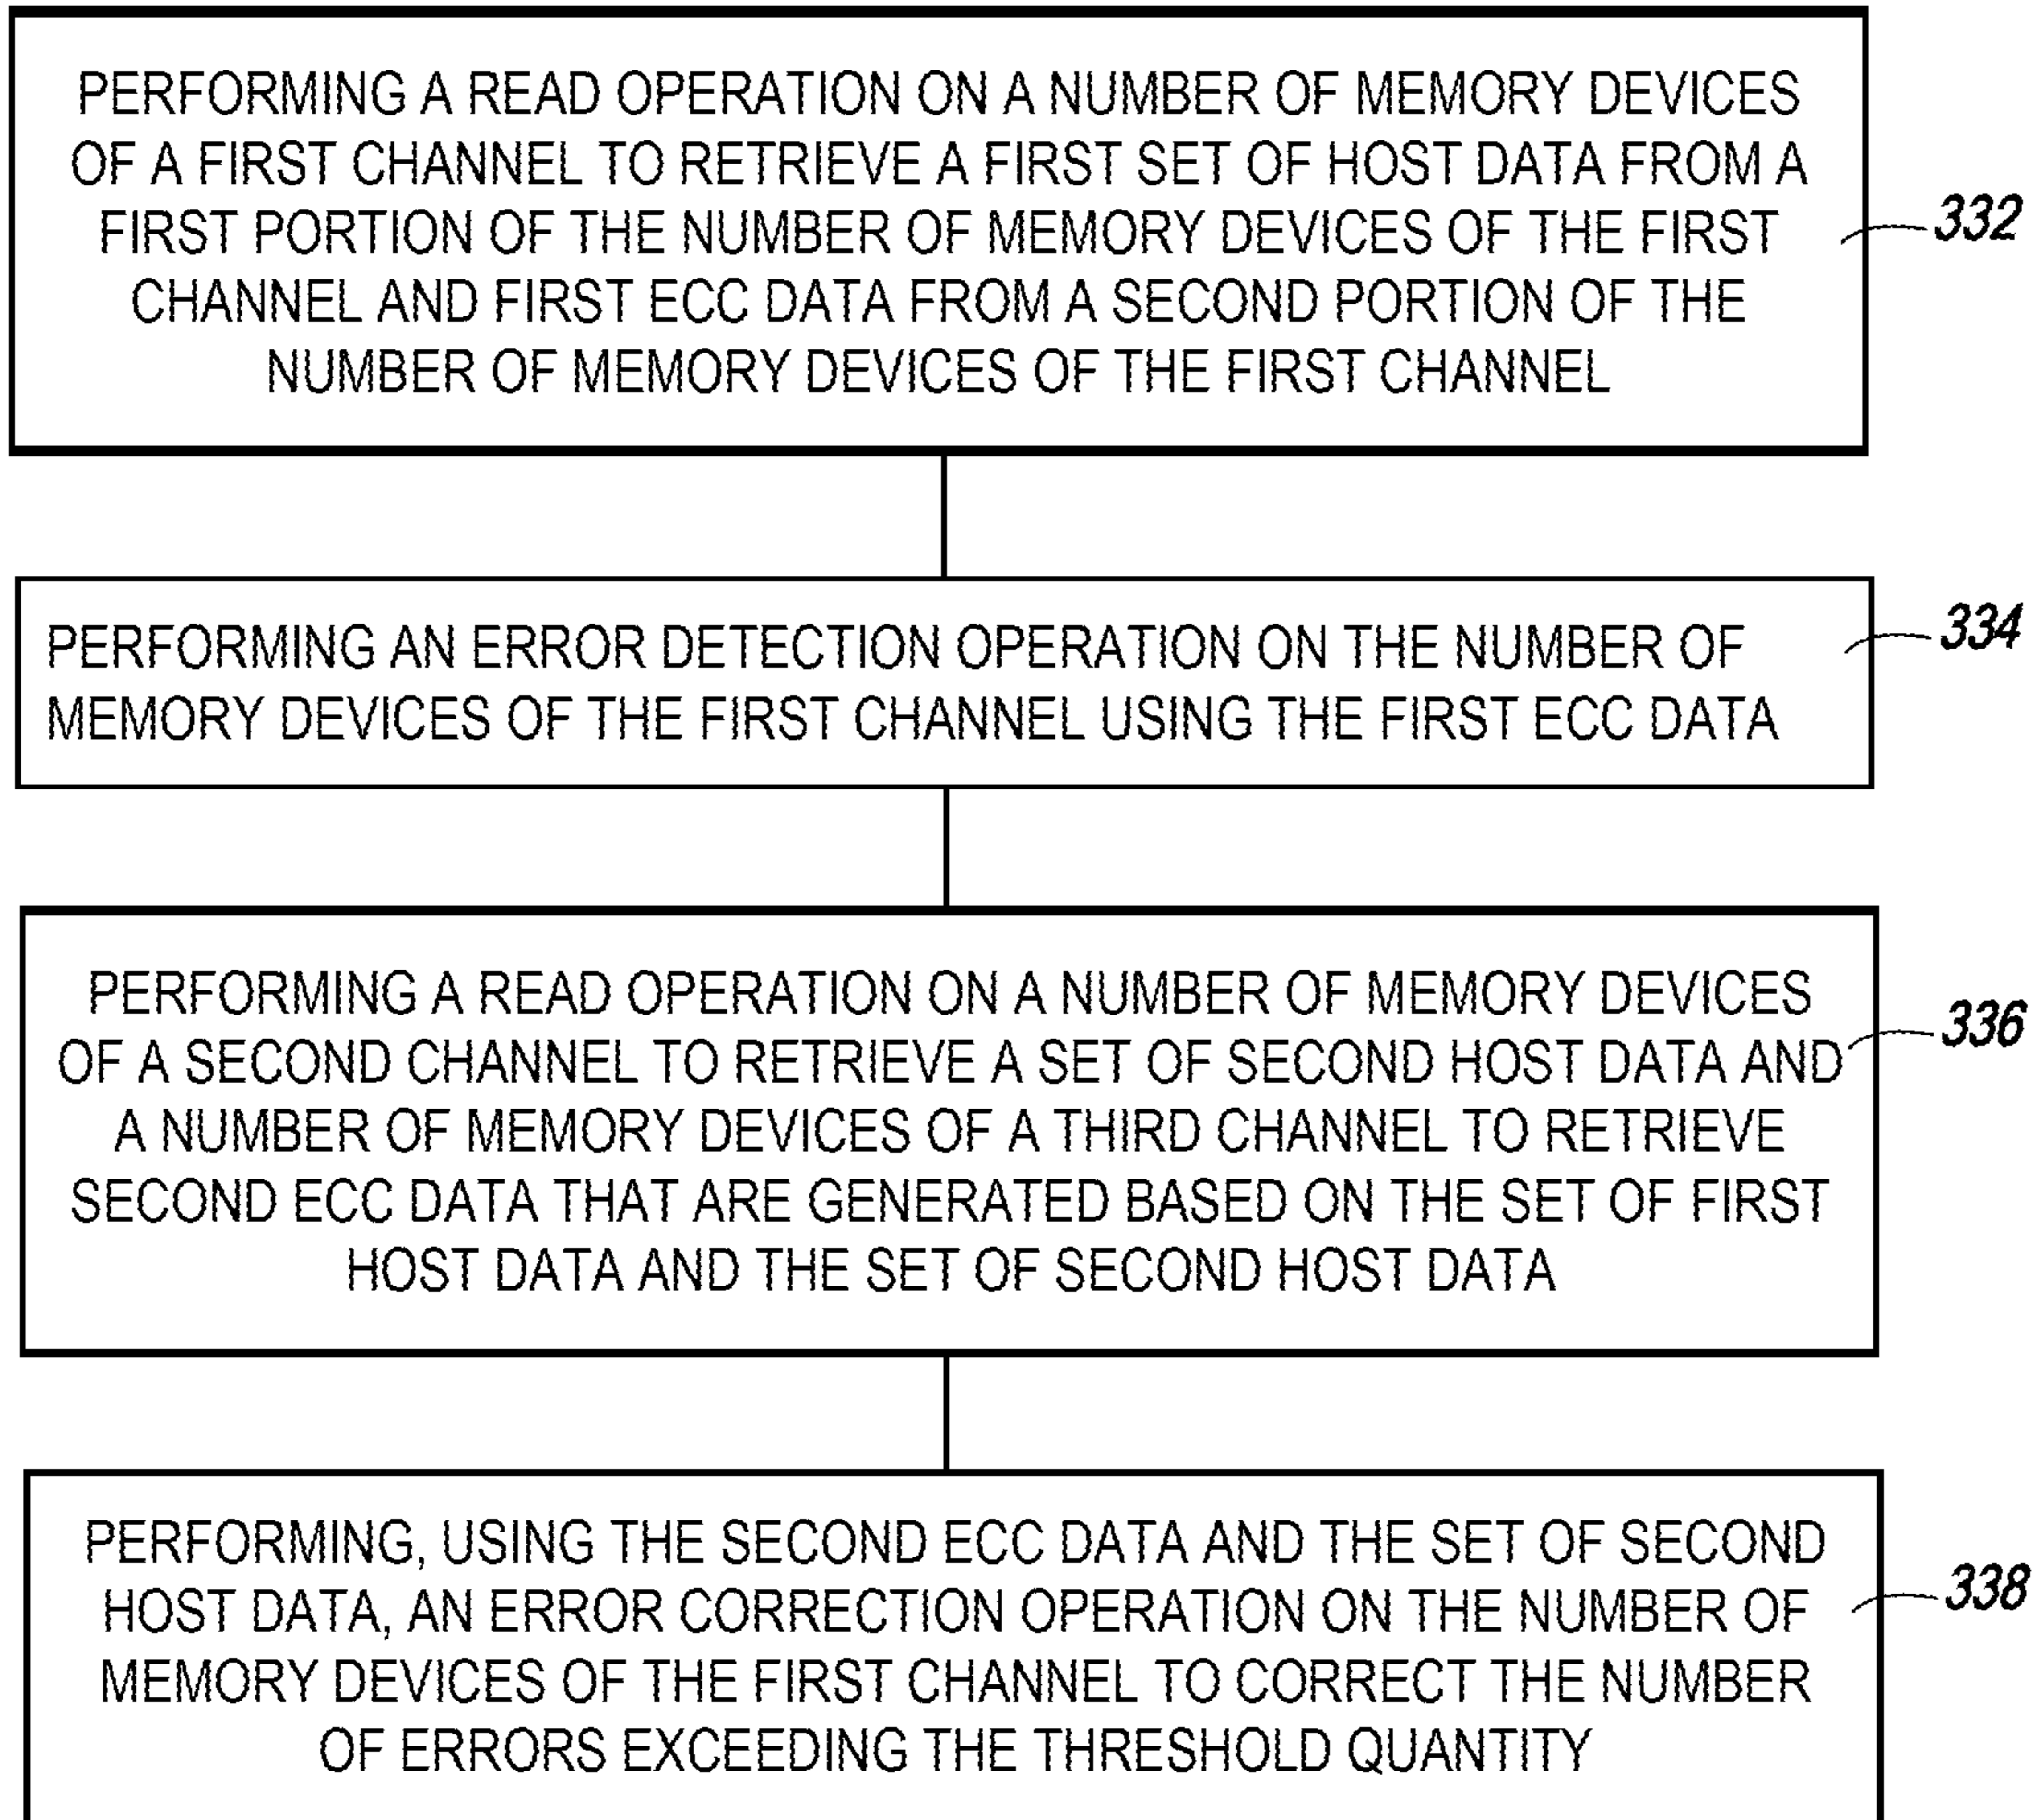 PERFORMING A READ OPERATION ON A NUMBER OF MEMORY DEVICES
OF A FIRST CHANNEL TO RETRIEVE A FIRST SET OF HOST DATA FROM A
FIRST PORTION OF THE NUMBER OF MEMORY DEVICES OF THE FIRST
CHANNEL AND FIRST ECC DATA FROM A SECOND PORTION OF THE
NUMBER OF MEMORY DEVICES OF THE FIRST CHANNEL
332
PERFORMING AN ERROR DETECTION OPERATION ON THE NUMBER OF
MEMORY DEVICES OF THE FIRST CHANNEL USING THE FIRST ECC DATA
334
PERFORMING A READ OPERATION ON A NUMBER OF MEMORY DEVICES
OF A SECOND CHANNEL TO RETRIEVE A SET OF SECOND HOST DATA AND
A NUMBER OF MEMORY DEVICES OF A THIRD CHANNEL TO RETRIEVE
SECOND ECC DATA THAT ARE GENERATED BASED ON THE SET OF FIRST
HOST DATA AND THE SET OF SECOND HOST DATA
336
PERFORMING, USING THE SECOND ECC DATA AND THE SET OF SECOND
HOST DATA, AN ERROR CORRECTION OPERATION ON THE NUMBER OF
MEMORY DEVICES OF THE FIRST CHANNEL TO CORRECT THE NUMBER
OF ERRORS EXCEEDING THE THRESHOLD QUANTITY
338